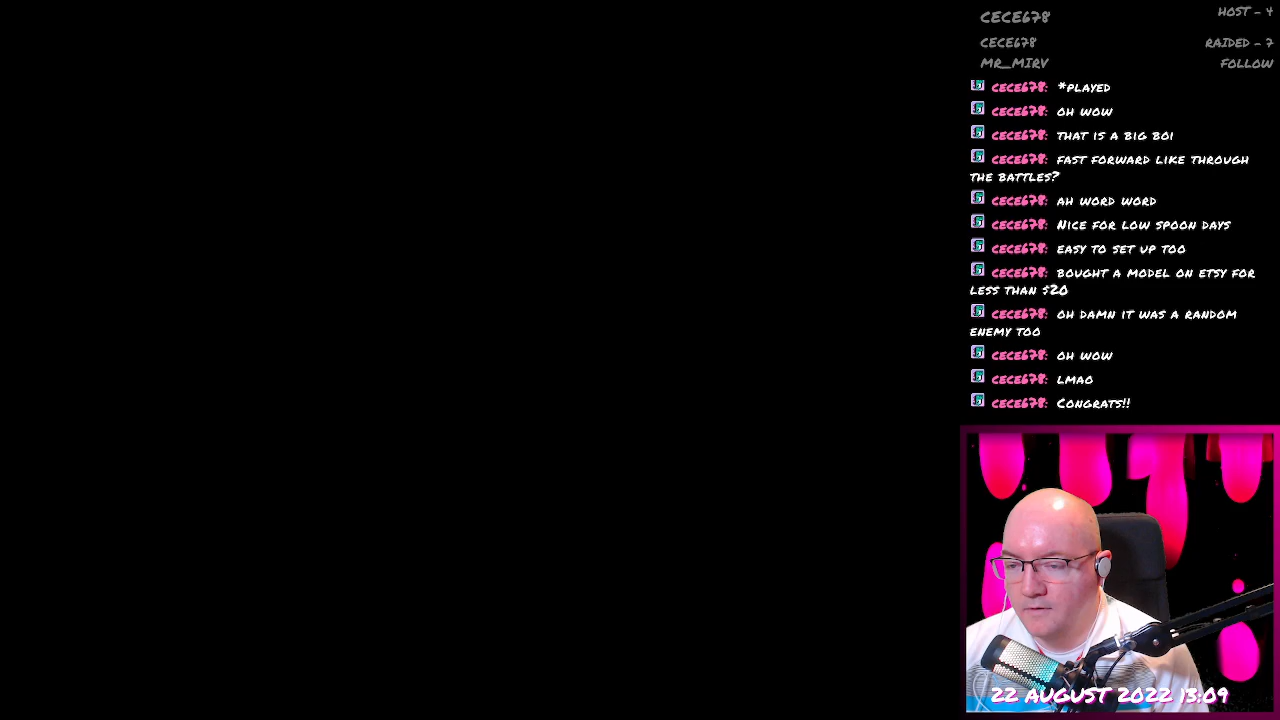 CECE678 HOST - 4
CECE678 RAIDED - 7
MR_MIRV FOLLOW
CECE678: *PLAYED
CECE678: OH WOW
CECE678: THAT IS A BIG BOI
CECE678: FAST FORWARD LIKE THROUGH
THE BATTLES?
CECE678: AH WORD WORD
CECE678: NICE FOR LOW SPOON DAYS
CECE678: EASY TO SET UP TOO
CECE678: BOUGHT A MODEL ON ETSY FOR
LESS THAN $20
CECE678: OH DAMN IT WAS A RANDOM
ENEMY TOO
CECE678: OH WOW
CECE678: LMAO
CECE678: CONGRATS!!
22 AUGUST 2022 13:09